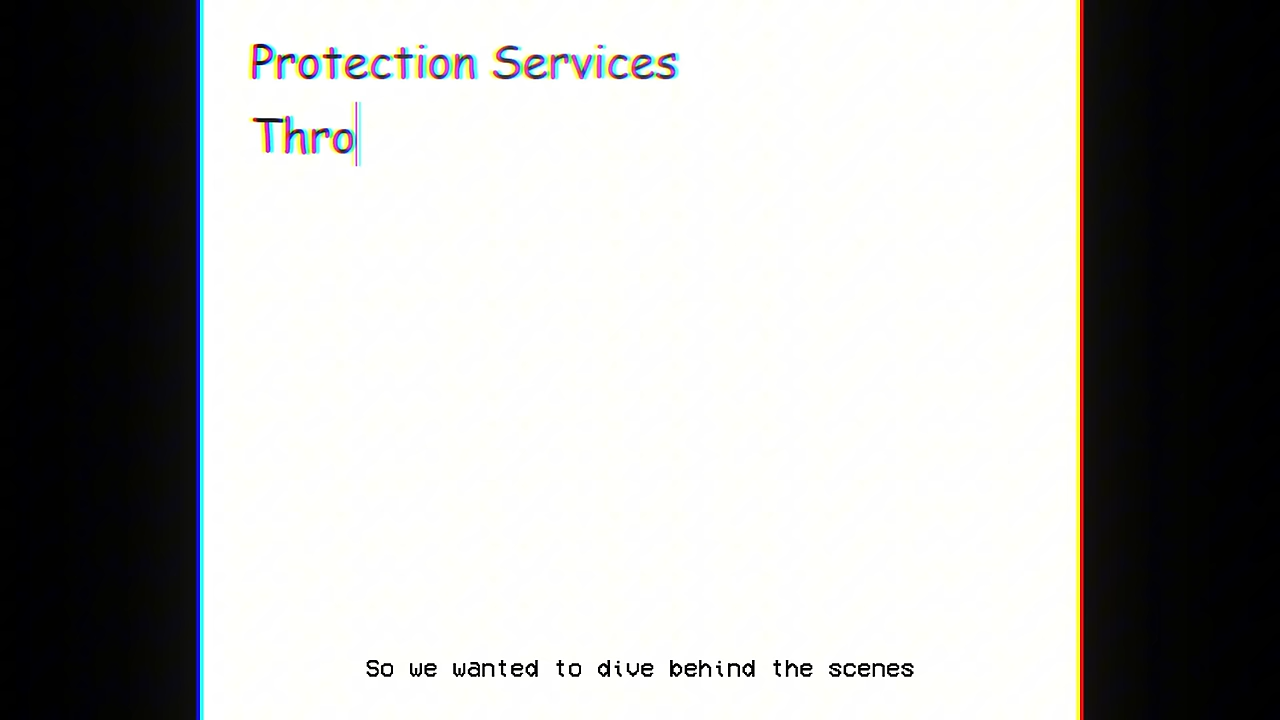 Protection Services
Thro
So we wanted to dive behind the scenes